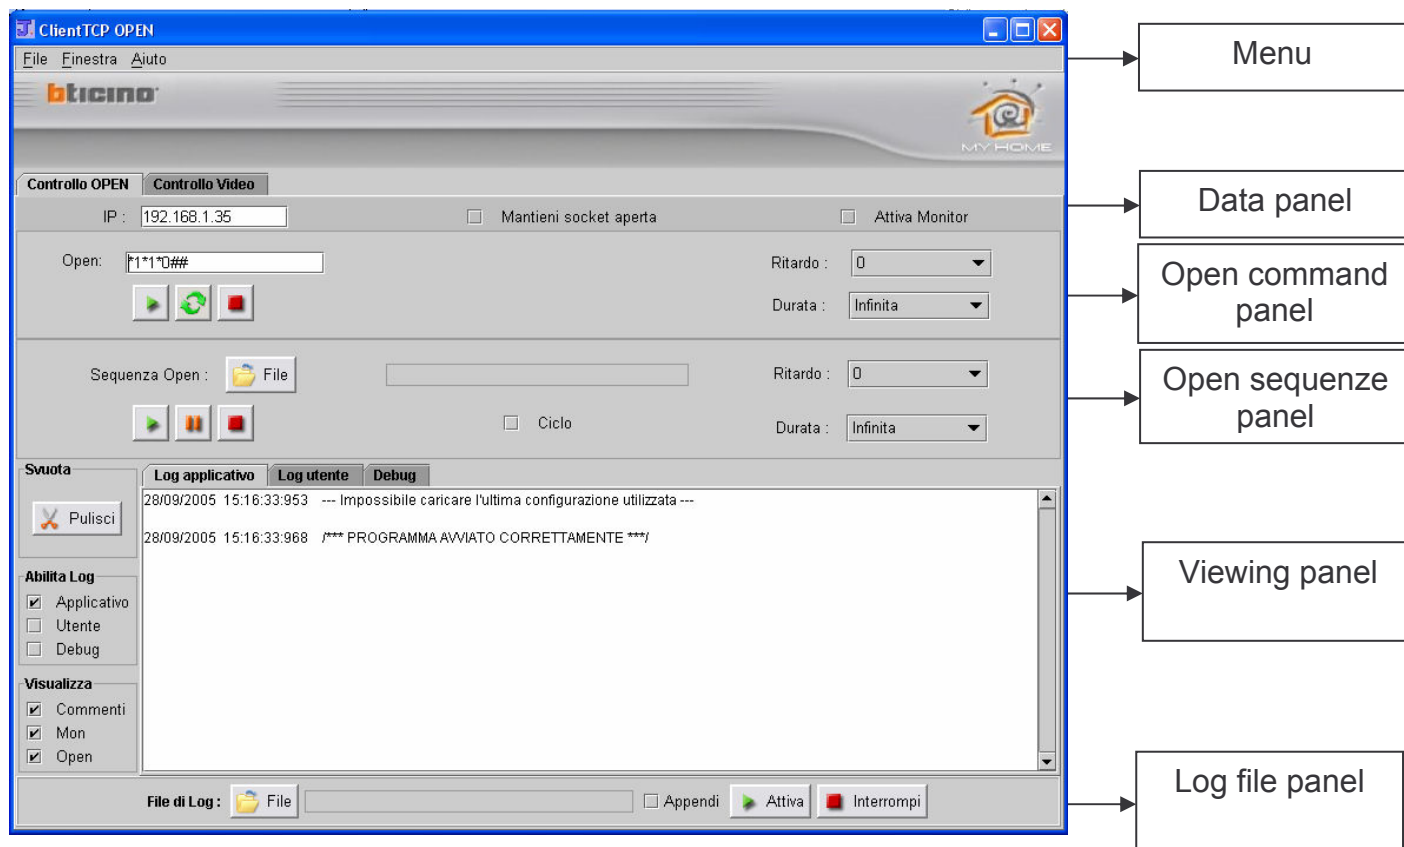 ClientTCP OPEN
File Finestra Aiuto
Menu
bticino
MY HOME
Controllo OPEN Controllo Video
IP : 192.168.1.35 Mantieni socket aperta Attiva Monitor
Data panel
Open: *1*1*0## Ritardo : 0
Durata : Infinita
Open command
panel
Sequenza Open : File Ritardo : 0
Ciclo Durata : Infinita
Open sequenze
panel
Svuota
Pulisci
Log applicativo Log utente Debug
28/09/2005 15:16:33:953 --- Impossibile caricare l'ultima configurazione utilizzata ---
28/09/2005 15:16:33:968 /*** PROGRAMMA AVVIATO CORRETTAMENTE ***/
Abilita Log
Applicativo
Utente
Debug
Viewing panel
Visualizza
Commenti
Mon
Open
File di Log : File Appendi Attiva Interrompi
Log file panel